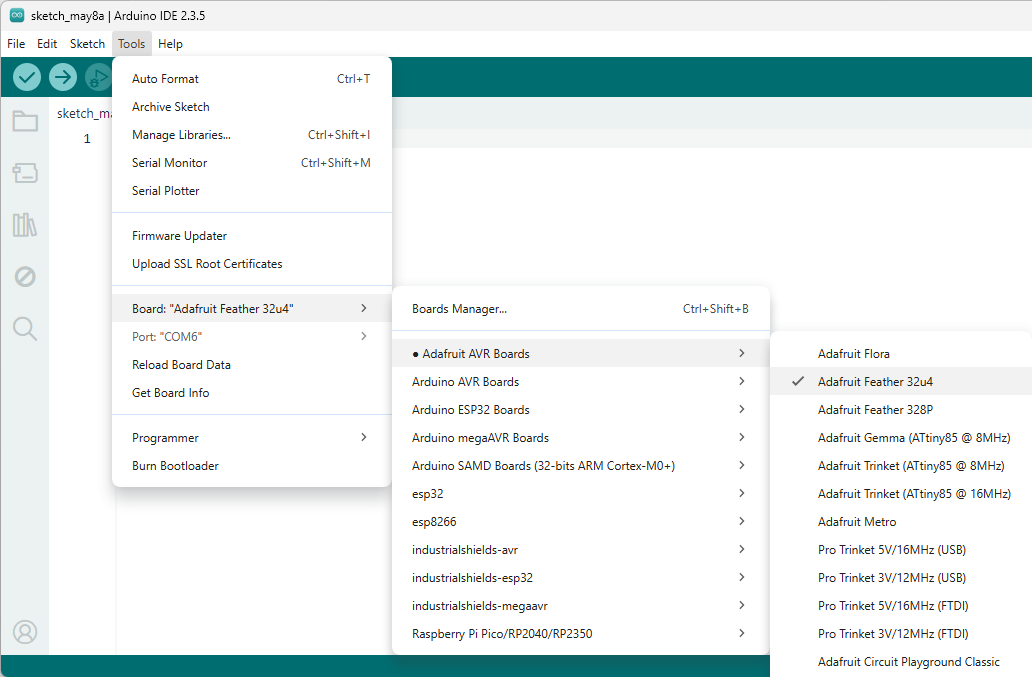 sketch_may8a | Arduino IDE 2.3.5
File Edit Sketch Tools Help
sketch_ma
1
Auto Format Ctrl+T
Archive Sketch
Manage Libraries... Ctrl+Shift+I
Serial Monitor Ctrl+Shift+M
Serial Plotter
Firmware Updater
Upload SSL Root Certificates
Board: "Adafruit Feather 32u4"
Port: "COM6"
Reload Board Data
Get Board Info
Programmer
Burn Bootloader
Boards Manager... Ctrl+Shift+B
● Adafruit AVR Boards
Arduino AVR Boards
Arduino ESP32 Boards
Arduino megaAVR Boards
Arduino SAMD Boards (32-bits ARM Cortex-M0+)
esp32
esp8266
industrialshields-avr
industrialshields-esp32
industrialshields-megaavr
Raspberry Pi Pico/RP2040/RP2350
Adafruit Flora
Adafruit Feather 32u4
Adafruit Feather 328P
Adafruit Gemma (ATtiny85 @ 8MHz)
Adafruit Trinket (ATtiny85 @ 8MHz)
Adafruit Trinket (ATtiny85 @ 16MHz)
Adafruit Metro
Pro Trinket 5V/16MHz (USB)
Pro Trinket 3V/12MHz (USB)
Pro Trinket 5V/16MHz (FTDI)
Pro Trinket 3V/12MHz (FTDI)
Adafruit Circuit Playground Classic